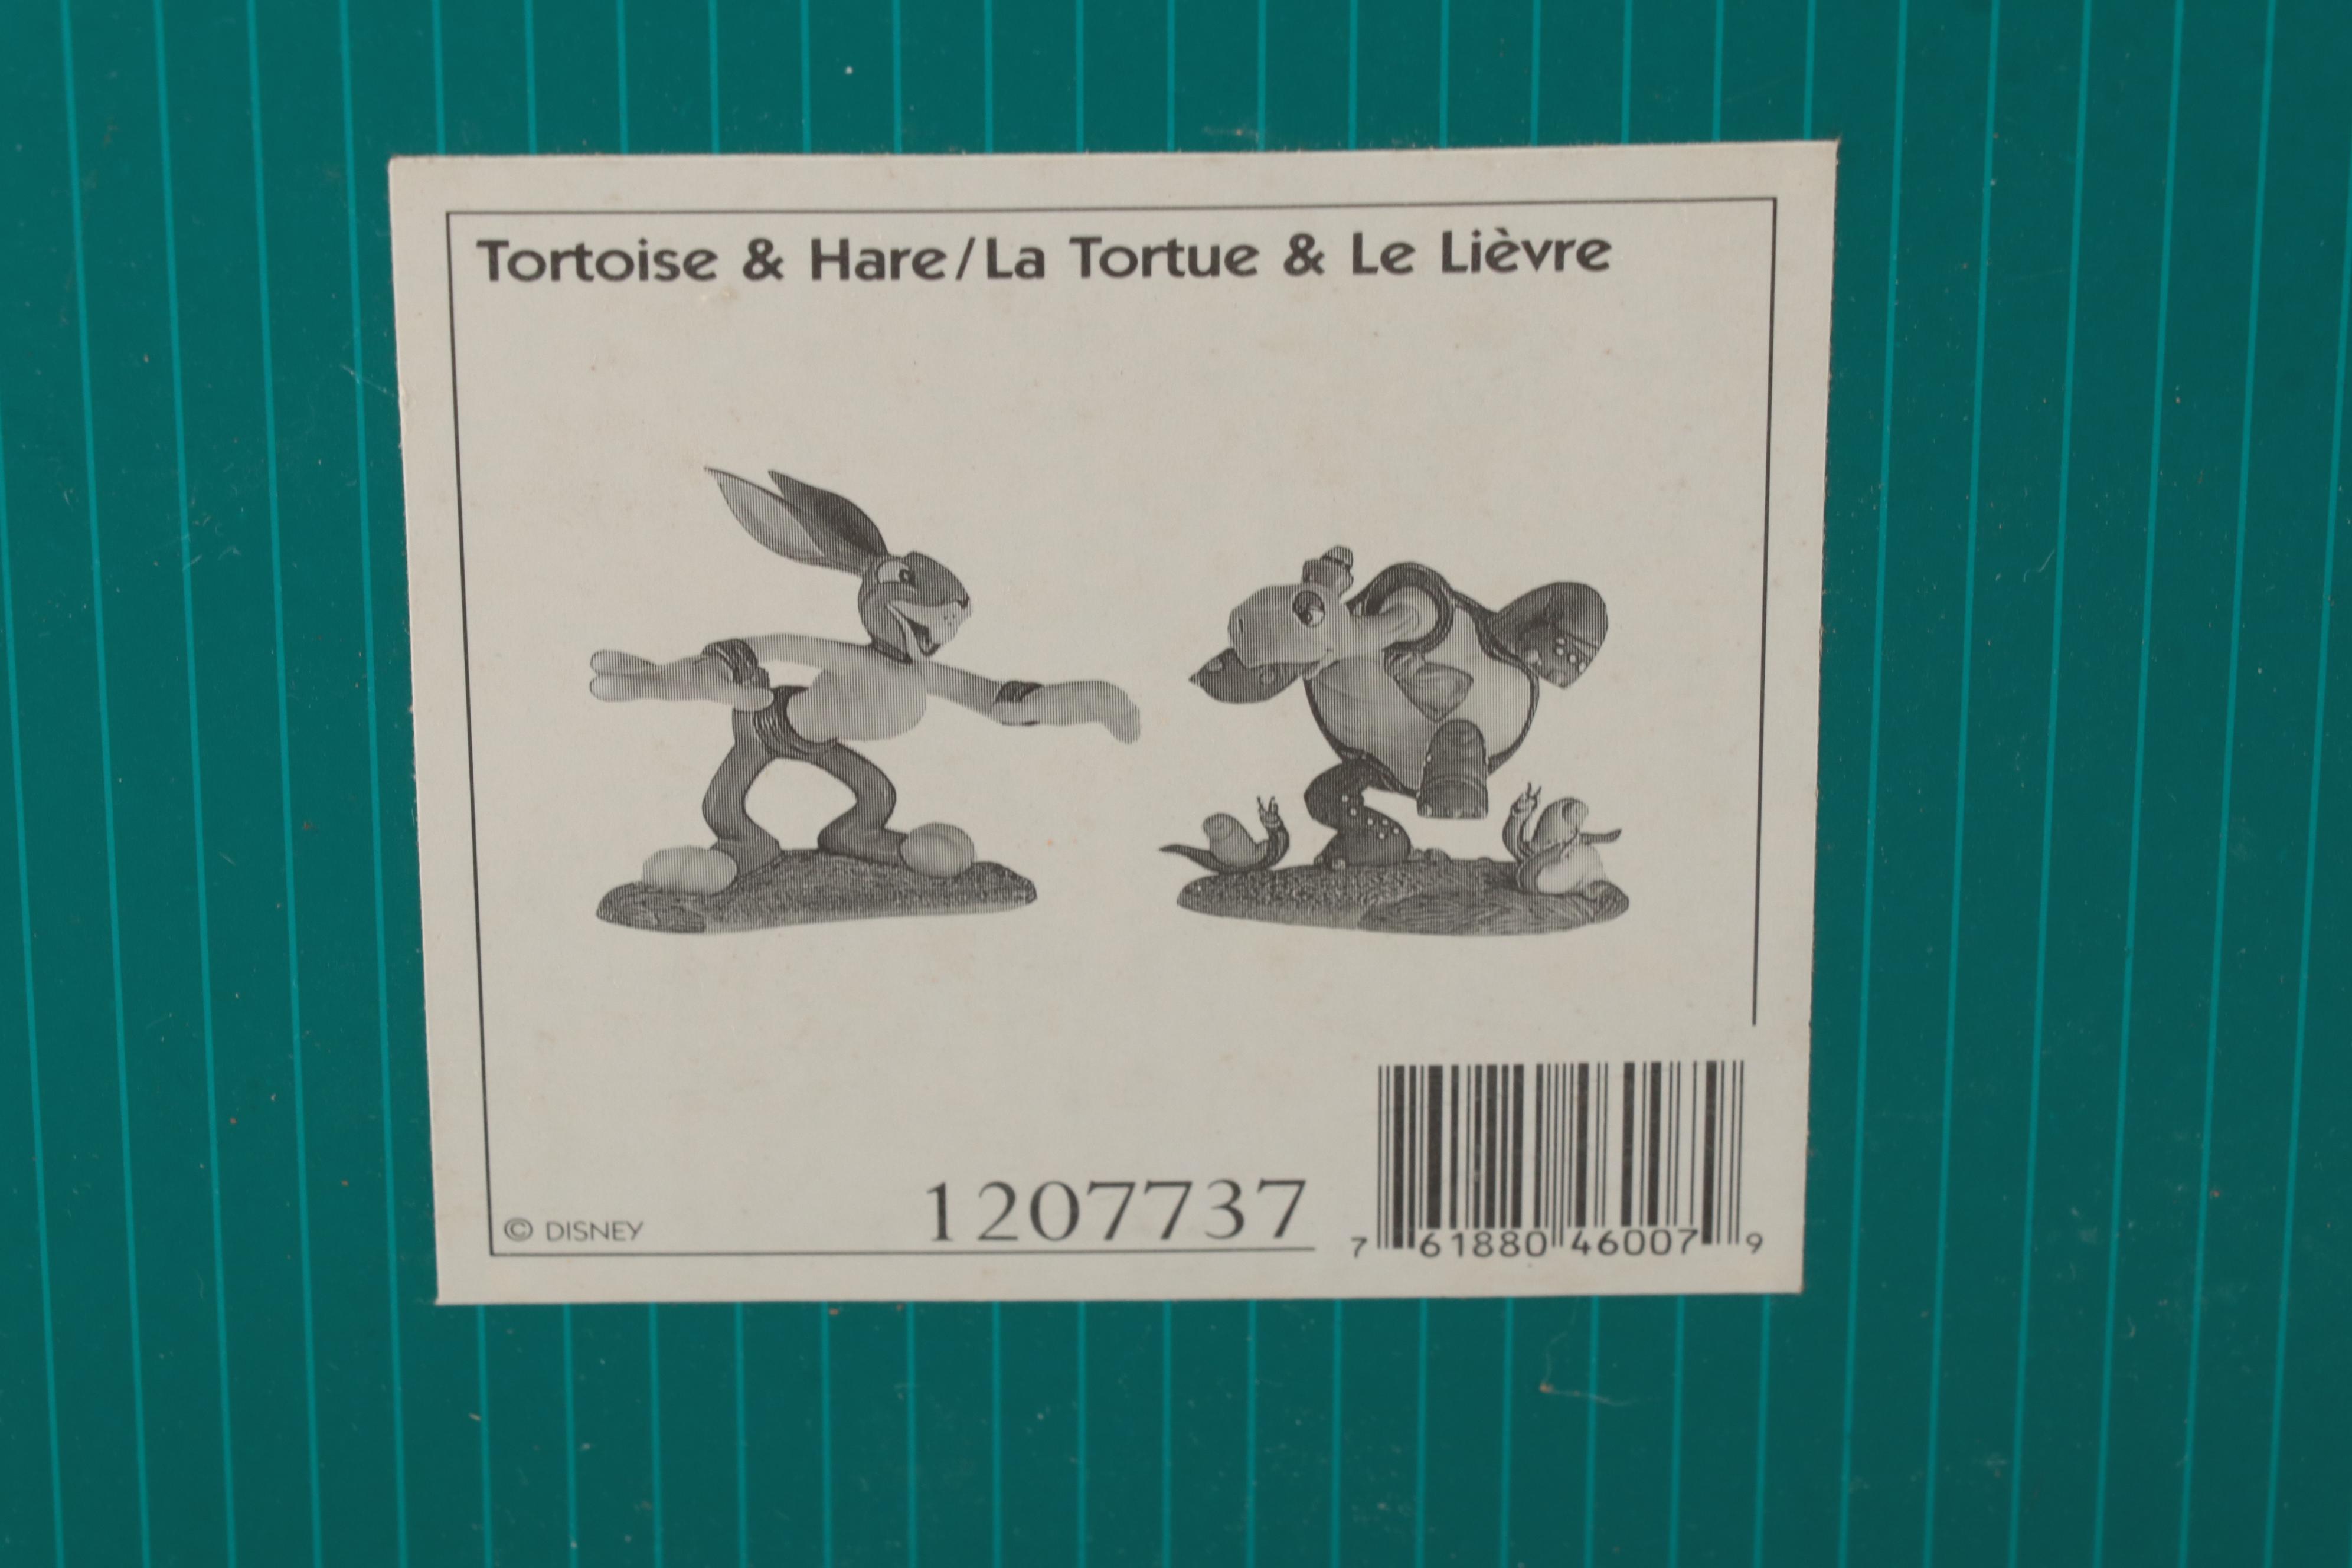 Tortoise & Hare/La Tortue & Le Lièvre
© DISNEY
1207737
7 61880 46007 9